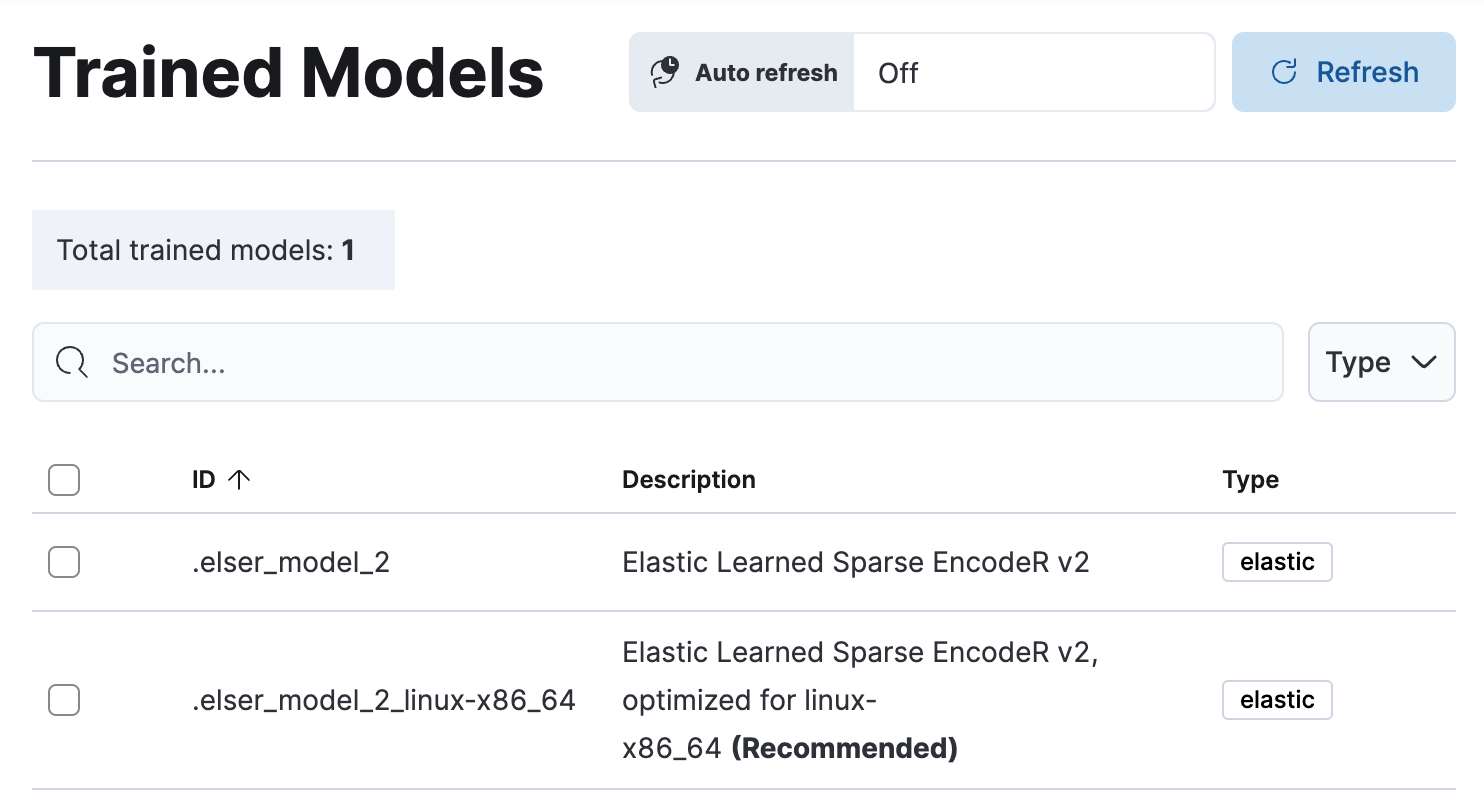 Trained Models
Auto refresh
Off
Refresh
Total trained models: 1
Search...
Type
ID
Description
Type
.elser_model_2
Elastic Learned Sparse EncodeR v2
elastic
.elser_model_2_linux-x86_64
Elastic Learned Sparse EncodeR v2,
optimized for linux-
x86_64 (Recommended)
elastic